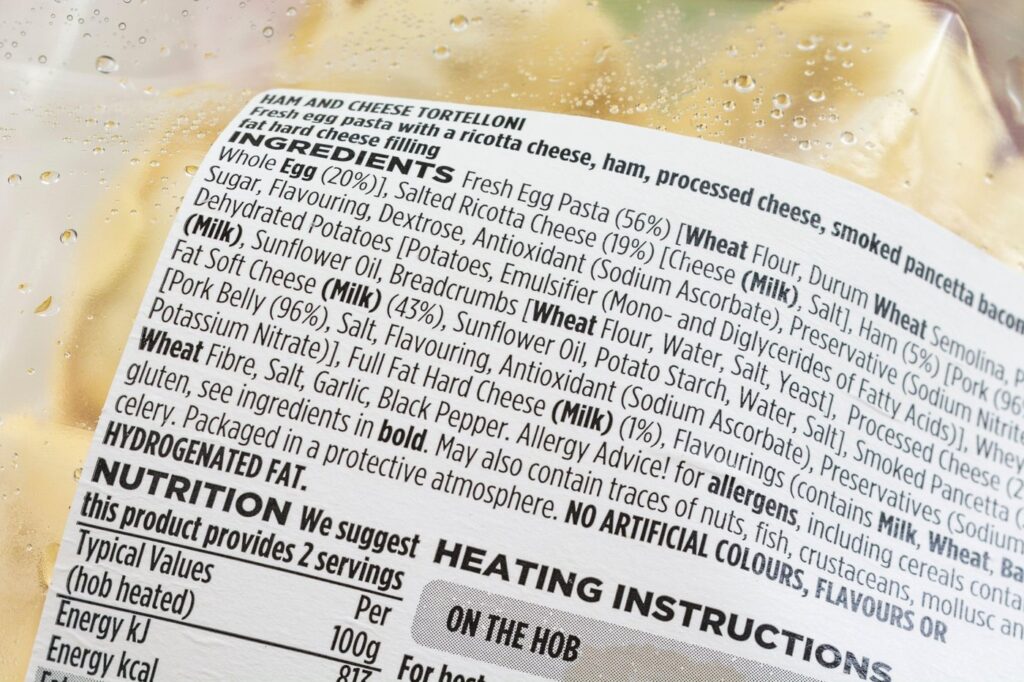 HAM AND CHEESE TORTELLONI
Fresh egg pasta with a ricotta cheese, ham, processed cheese, smoked pancetta bacon
fat hard cheese filling
INGREDIENTS Fresh Egg Pasta (56%) [Wheat Flour, Durum Wheat Semolina, P
Whole Egg (20%)], Salted Ricotta Cheese (19%) [Cheese (Milk), Salt], Ham (5%) [Pork (96
Sugar, Flavouring, Dextrose, Antioxidant (Sodium Ascorbate), Preservative (Sodium Nitrite
Dehydrated Potatoes [Potatoes, Emulsifier (Mono- and Diglycerides of Fatty Acids)], Whey
(Milk), Sunflower Oil, Breadcrumbs [Wheat Flour, Water, Salt, Yeast], Processed Cheese (2
Fat Soft Cheese (Milk) (43%), Sunflower Oil, Potato Starch, Water, Salt], Smoked Pancetta (
[Pork Belly (96%), Salt, Flavouring, Antioxidant (Sodium Ascorbate), Preservatives (Sodium
Potassium Nitrate)], Full Fat Hard Cheese (Milk) (1%), Flavourings (contains Milk, Wheat, Ba
Wheat Fibre, Salt, Garlic, Black Pepper. Allergy Advice! for allergens, including cereals conta
gluten, see ingredients in bold. May also contain traces of nuts, fish, crustaceans, mollusc an
celery. Packaged in a protective atmosphere. NO ARTIFICIAL COLOURS, FLAVOURS OR
HYDROGENATED FAT.
NUTRITION We suggest
this product provides 2 servings
Typical Values
(hob heated)
Per
100g
Energy kJ
817
Energy kcal
HEATING INSTRUCTIONS
ON THE HOB
For best